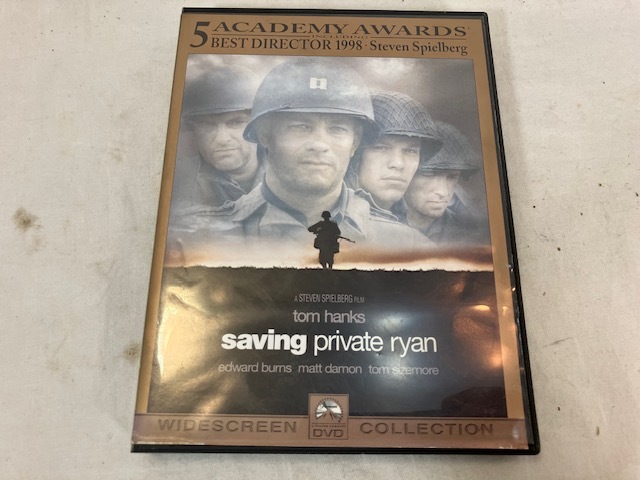 5 ACADEMY AWARDS
INCLUDING
BEST DIRECTOR 1998 · Steven Spielberg
A STEVEN SPIELBERG FILM
tom hanks
saving private ryan
edward burns matt damon tom sizemore
WIDESCREEN DVD COLLECTION